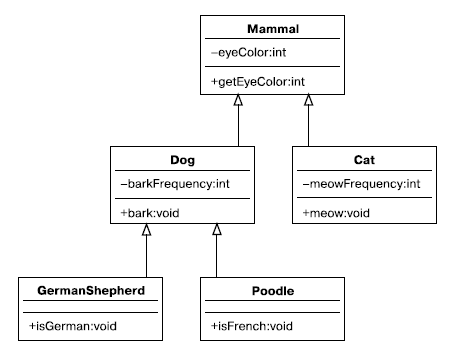 Mammal
–eyeColor:int
+getEyeColor:int
Dog
–barkFrequency:int
+bark:void
Cat
–meowFrequency:int
+meow:void
GermanShepherd
+isGerman:void
Poodle
+isFrench:void